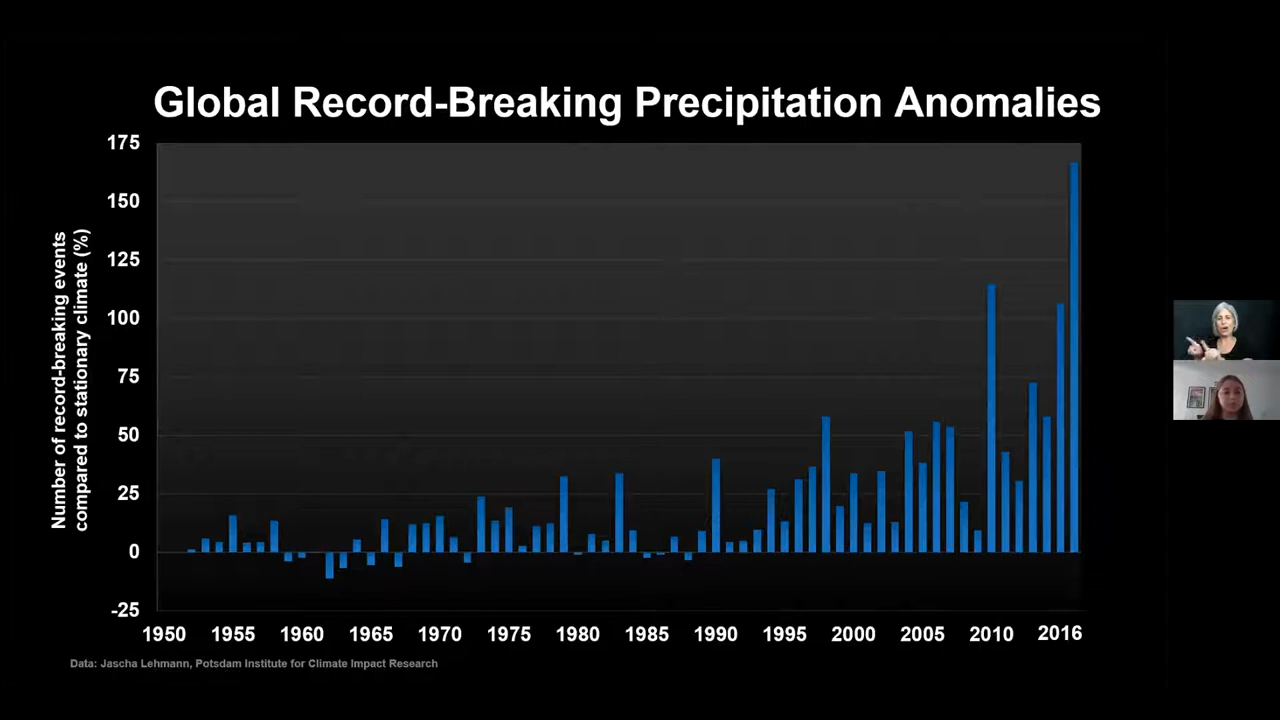 Global Record-Breaking Precipitation Anomalies
175
150
125
100
75
50
25
0
-25
Number of record-breaking events
compared to stationary climate (%)
1950 1955 1960 1965 1970 1975 1980 1985 1990 1995 2000 2005 2010 2016
Data: Jascha Lehmann, Potsdam Institute for Climate Impact Research